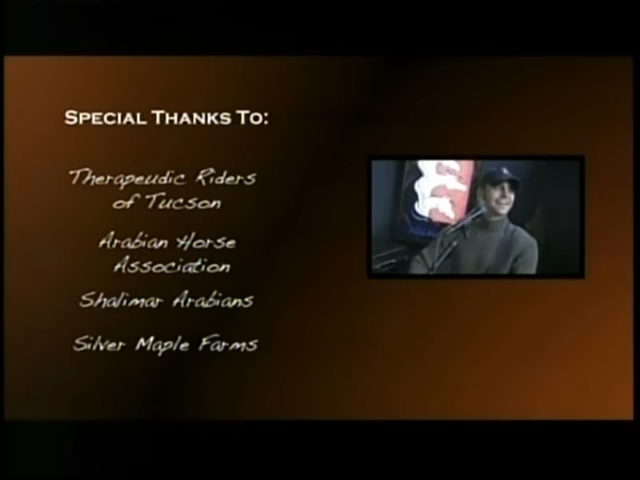 Special Thanks To:
Therapeudic Riders
of Tucson
Arabian Horse
Association
Shalimar Arabians
Silver Maple Farms